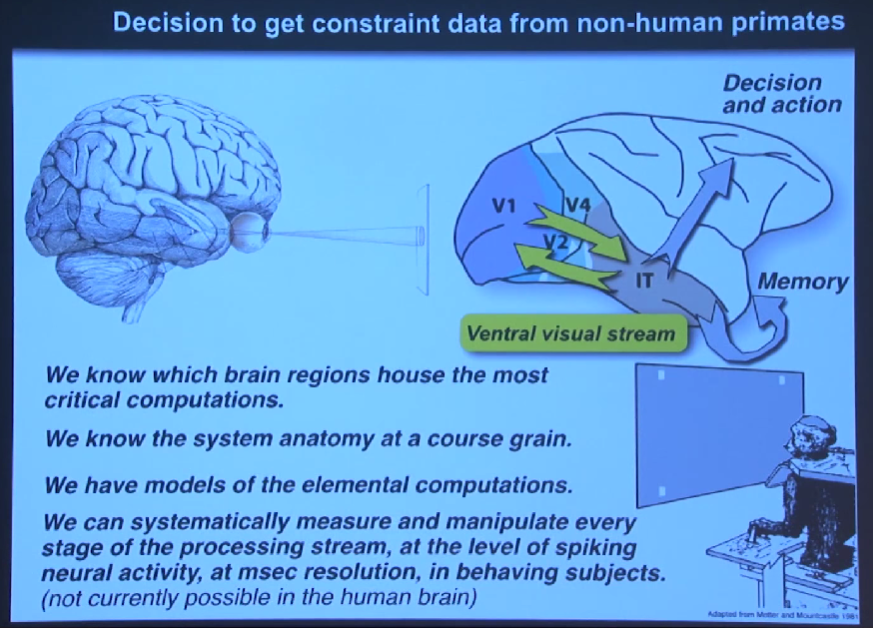 Decision to get constraint data from non-human primates
Decision
and action
V1
V4
V2
IT
Memory
Ventral visual stream
We know which brain regions house the most
critical computations.
We know the system anatomy at a course grain.
We have models of the elemental computations.
We can systematically measure and manipulate every
stage of the processing stream, at the level of spiking
neural activity, at msec resolution, in behaving subjects.
(not currently possible in the human brain)
Adapted from Motter and Mountcastle 1981